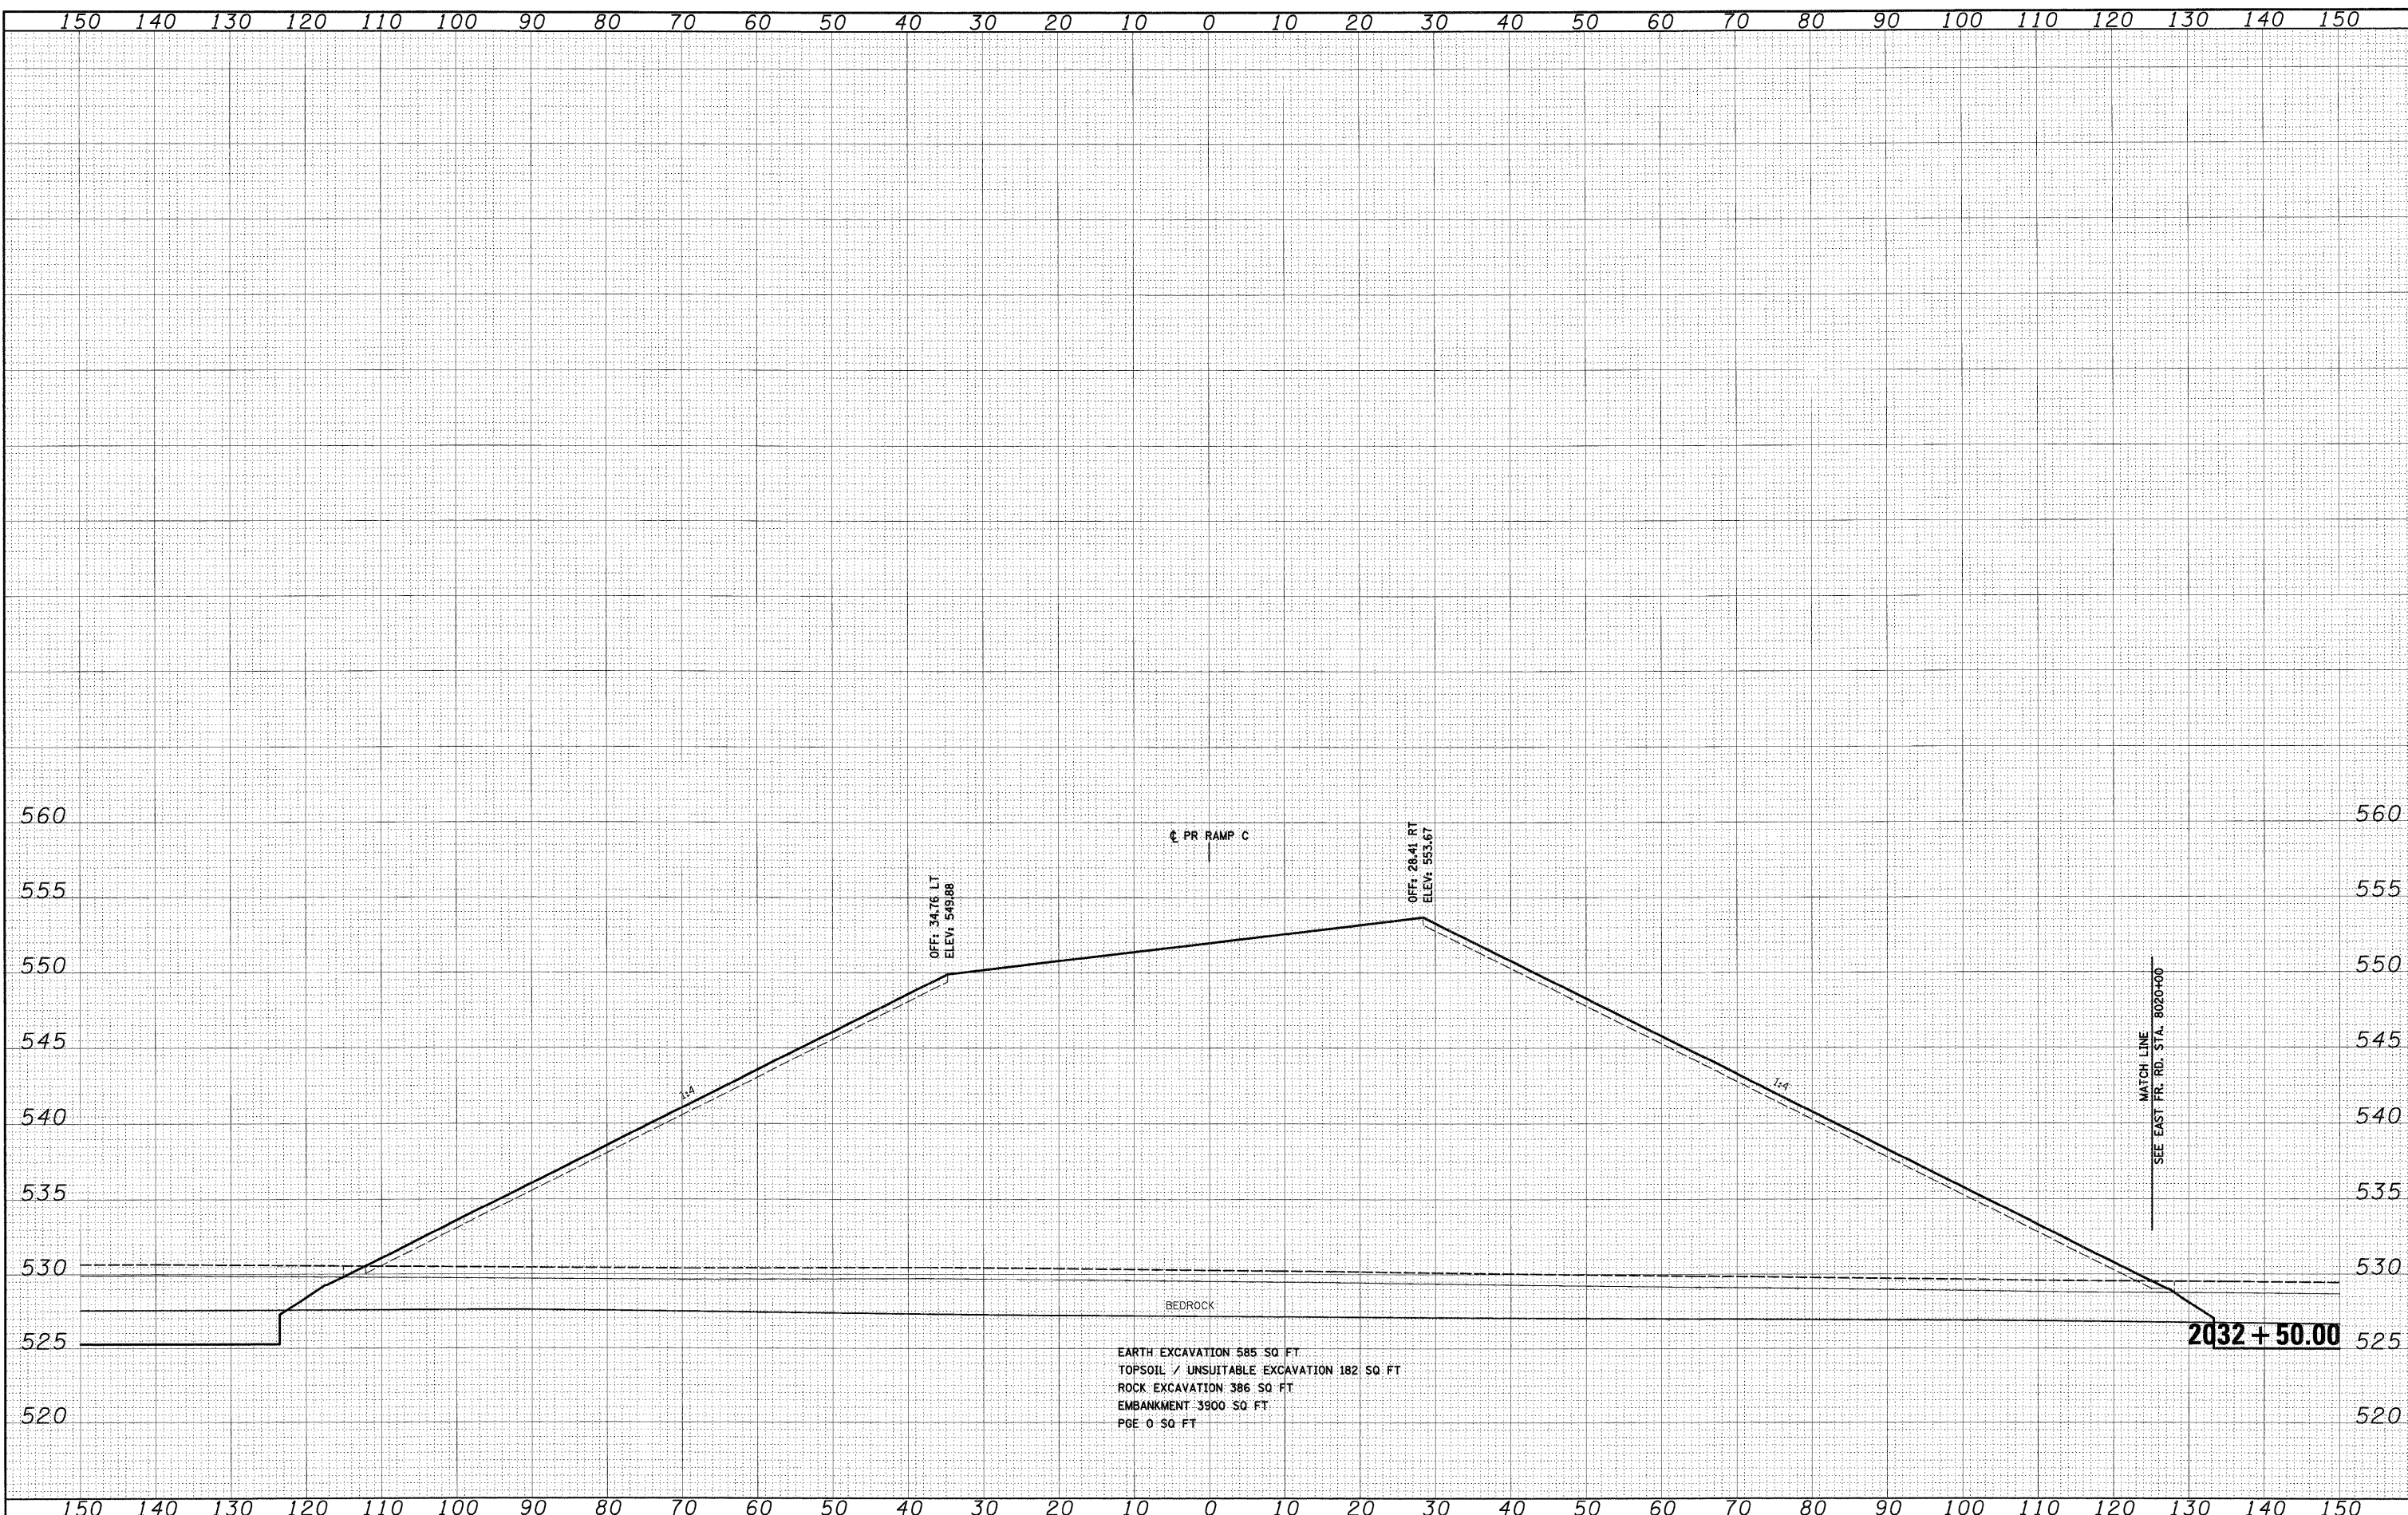 150 140 130 120 110 100 90 80 70 60 50 40 30 20 10 0 10 20 30 40 50 60 70 80 90 100 110 120 130 140 150
560 560
℄ PR RAMP C
OFF: 28.41 RT
ELEV: 553.67
555 555
OFF: 34.76 LT
ELEV: 549.88
550 550
MATCH LINE
SEE EAST FR. RD. STA. 8020+00
545 545
1:4
1:4
540 540
535 535
530 530
BEDROCK
2032 + 50.00
525 525
EARTH EXCAVATION 585 SQ FT
TOPSOIL / UNSUITABLE EXCAVATION 182 SQ FT
ROCK EXCAVATION 386 SQ FT
EMBANKMENT 3900 SQ FT
PGE 0 SQ FT
520 520
150 140 130 120 110 100 90 80 70 60 50 40 30 20 10 0 10 20 30 40 50 60 70 80 90 100 110 120 130 140 150